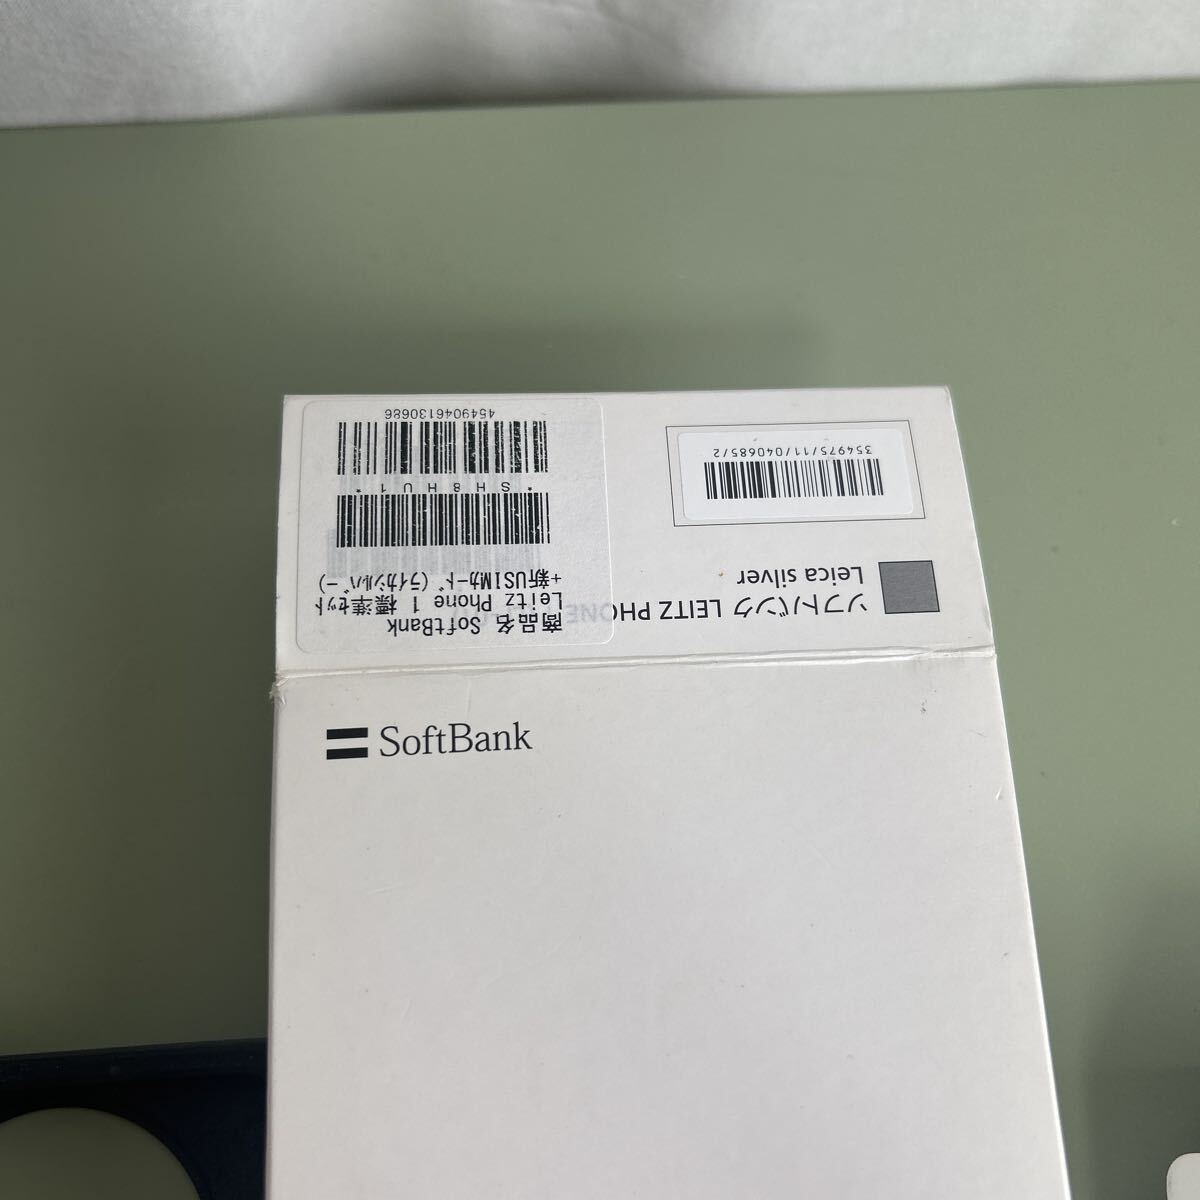 商品名 SoftBank
Leitz Phone 1 標準セット
+新USIMカード (ライカシルバー)
*SH8HU1*
4549046130686
ソフトバンク LEITZ PHONE
Leica silver
354975/11/040685/2
SoftBank